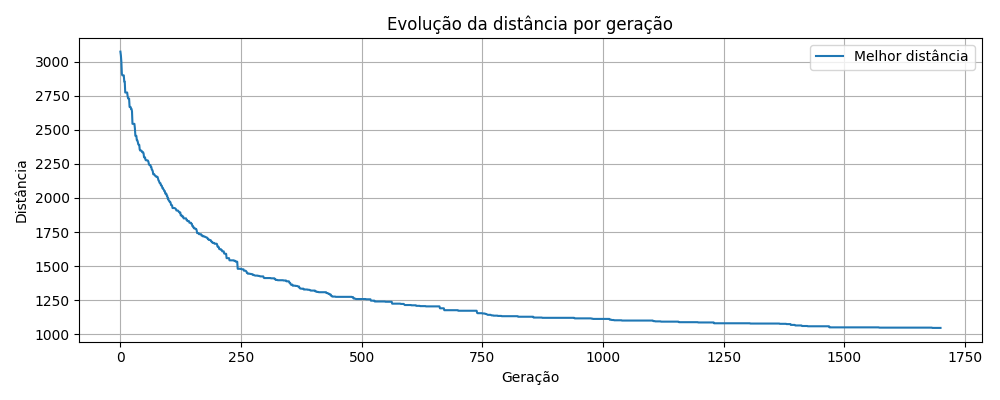 Evolução da distância por geração
Melhor distância
3000
2750
2500
2250
2000
1750
1500
1250
1000
Distância
0 250 500 750 1000 1250 1500 1750
Geração